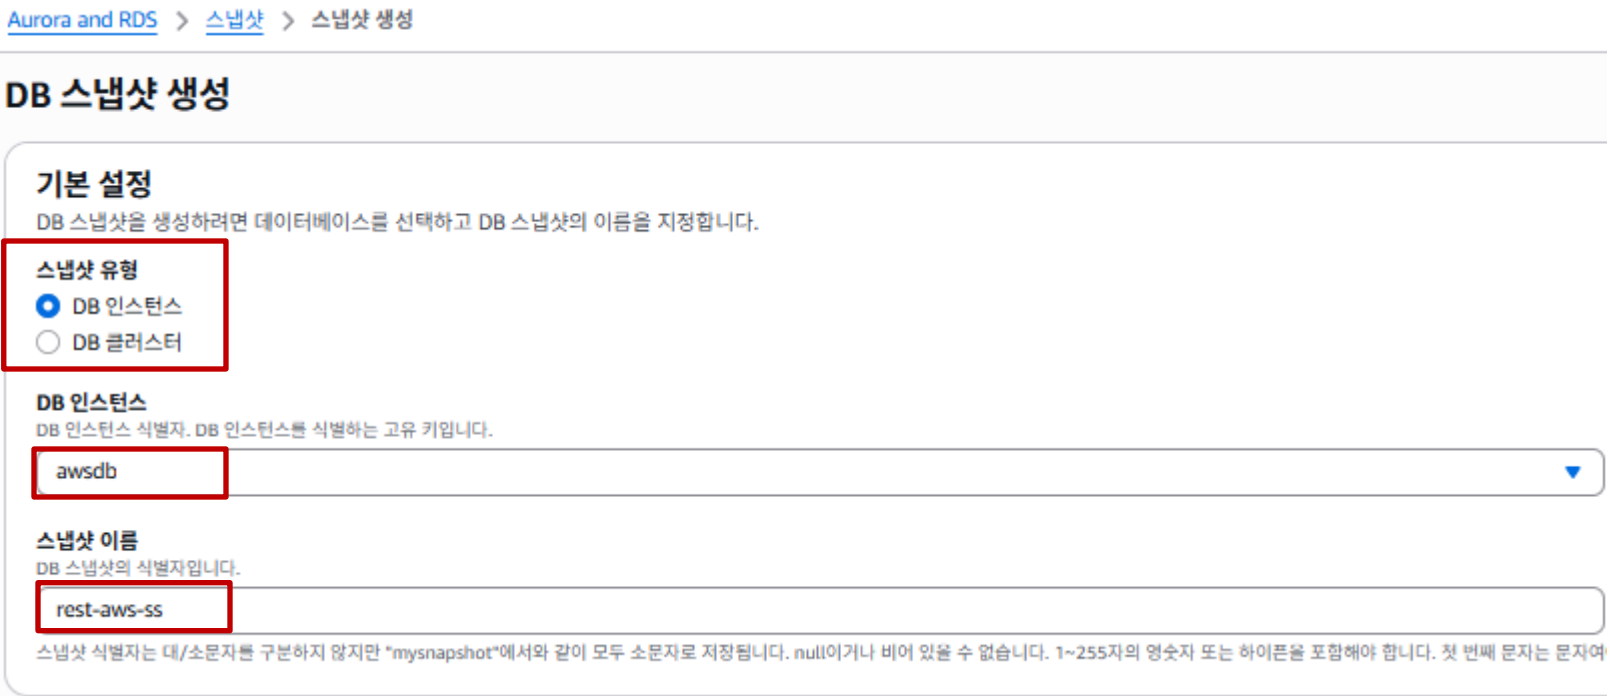 Aurora and RDS > 스냅샷 > 스냅샷 생성
DB 스냅샷 생성
기본 설정
DB 스냅샷을 생성하려면 데이터베이스를 선택하고 DB 스냅샷의 이름을 지정합니다.
스냅샷 유형
DB 인스턴스
DB 클러스터
DB 인스턴스
DB 인스턴스 식별자. DB 인스턴스를 식별하는 고유 키입니다.
awsdb
스냅샷 이름
DB 스냅샷의 식별자입니다.
rest-aws-ss
스냅샷 식별자는 대/소문자를 구분하지 않지만 "mysnapshot"에서와 같이 모두 소문자로 저장됩니다. null이거나 비어 있을 수 없습니다. 1~255자의 영숫자 또는 하이픈을 포함해야 합니다. 첫 번째 문자는 문자여